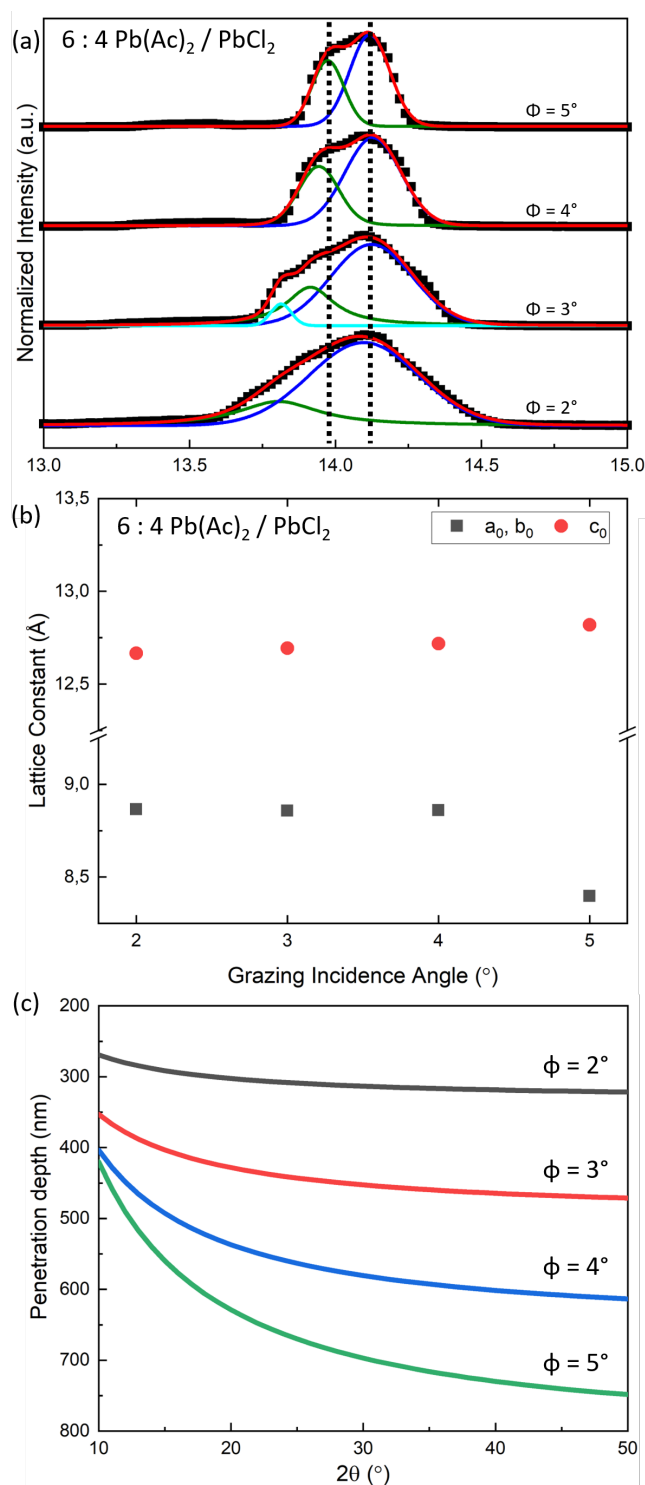 (a) 6 : 4 Pb(Ac)₂ / PbCl₂
Normalized Intensity (a.u.)
Φ = 5°
Φ = 4°
Φ = 3°
Φ = 2°
13.0 13.5 14.0 14.5 15.0
(b)
6 : 4 Pb(Ac)₂ / PbCl₂
a₀, b₀ c₀
13,5
13,0
12,5
9,0
8,5
Lattice Constant (Å)
2 3 4 5
Grazing Incidence Angle (°)
(c)
200
300
400
500
600
700
800
Penetration depth (nm)
ϕ = 2°
ϕ = 3°
ϕ = 4°
ϕ = 5°
10 20 30 40 50
2θ (°)